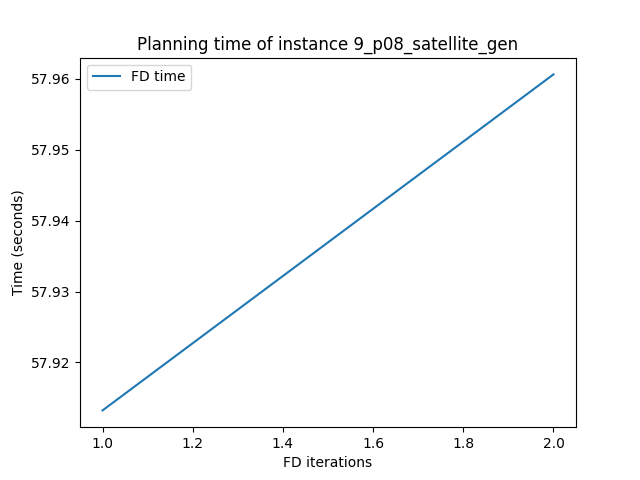 Planning time of instance 9_p08_satellite_gen
FD time
57.96
57.95
57.94
57.93
57.92
Time (seconds)
1.0 1.2 1.4 1.6 1.8 2.0
FD iterations